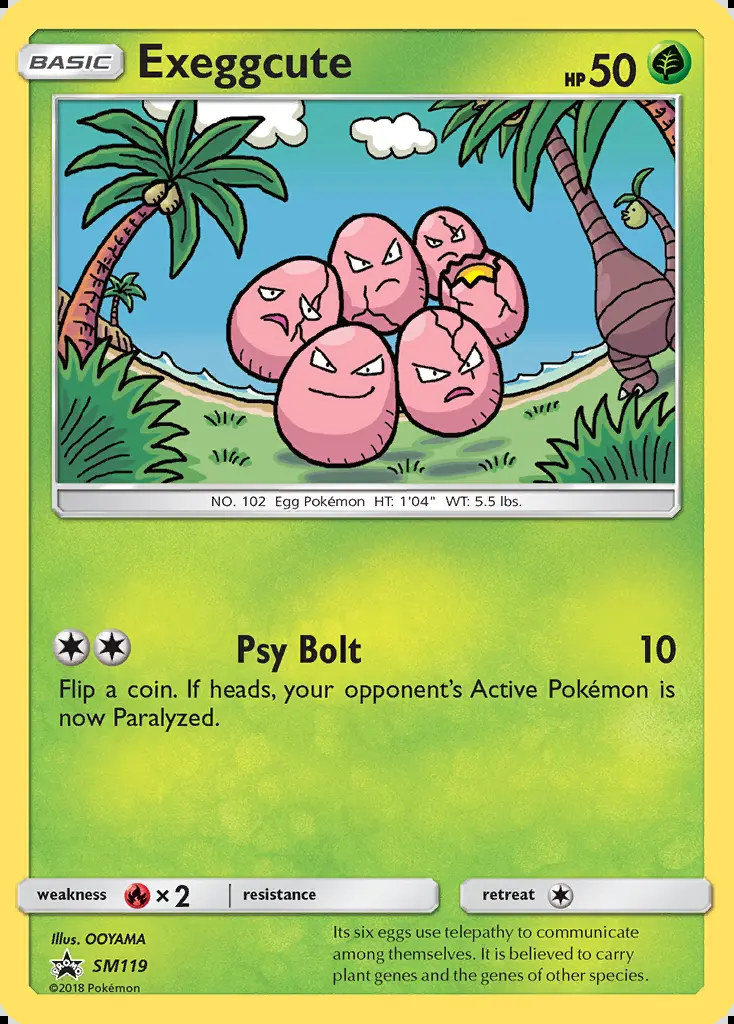 BASIC Exeggcute HP 50
NO. 102 Egg Pokémon HT: 1'04" WT: 5.5 lbs.
Psy Bolt 10
Flip a coin. If heads, your opponent's Active Pokémon is
now Paralyzed.
weakness × 2 resistance retreat
Illus. OOYAMA
PROMO SM119
©2018 Pokémon
Its six eggs use telepathy to communicate
among themselves. It is believed to carry
plant genes and the genes of other species.